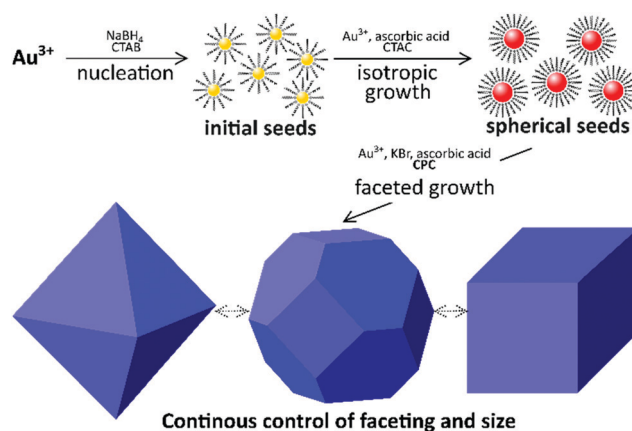 Au³⁺
NaBH₄
CTAB
nucleation
initial seeds
Au³⁺, ascorbic acid
CTAC
isotropic
growth
spherical seeds
Au³⁺, KBr, ascorbic acid
CPC
faceted growth
Continous control of faceting and size